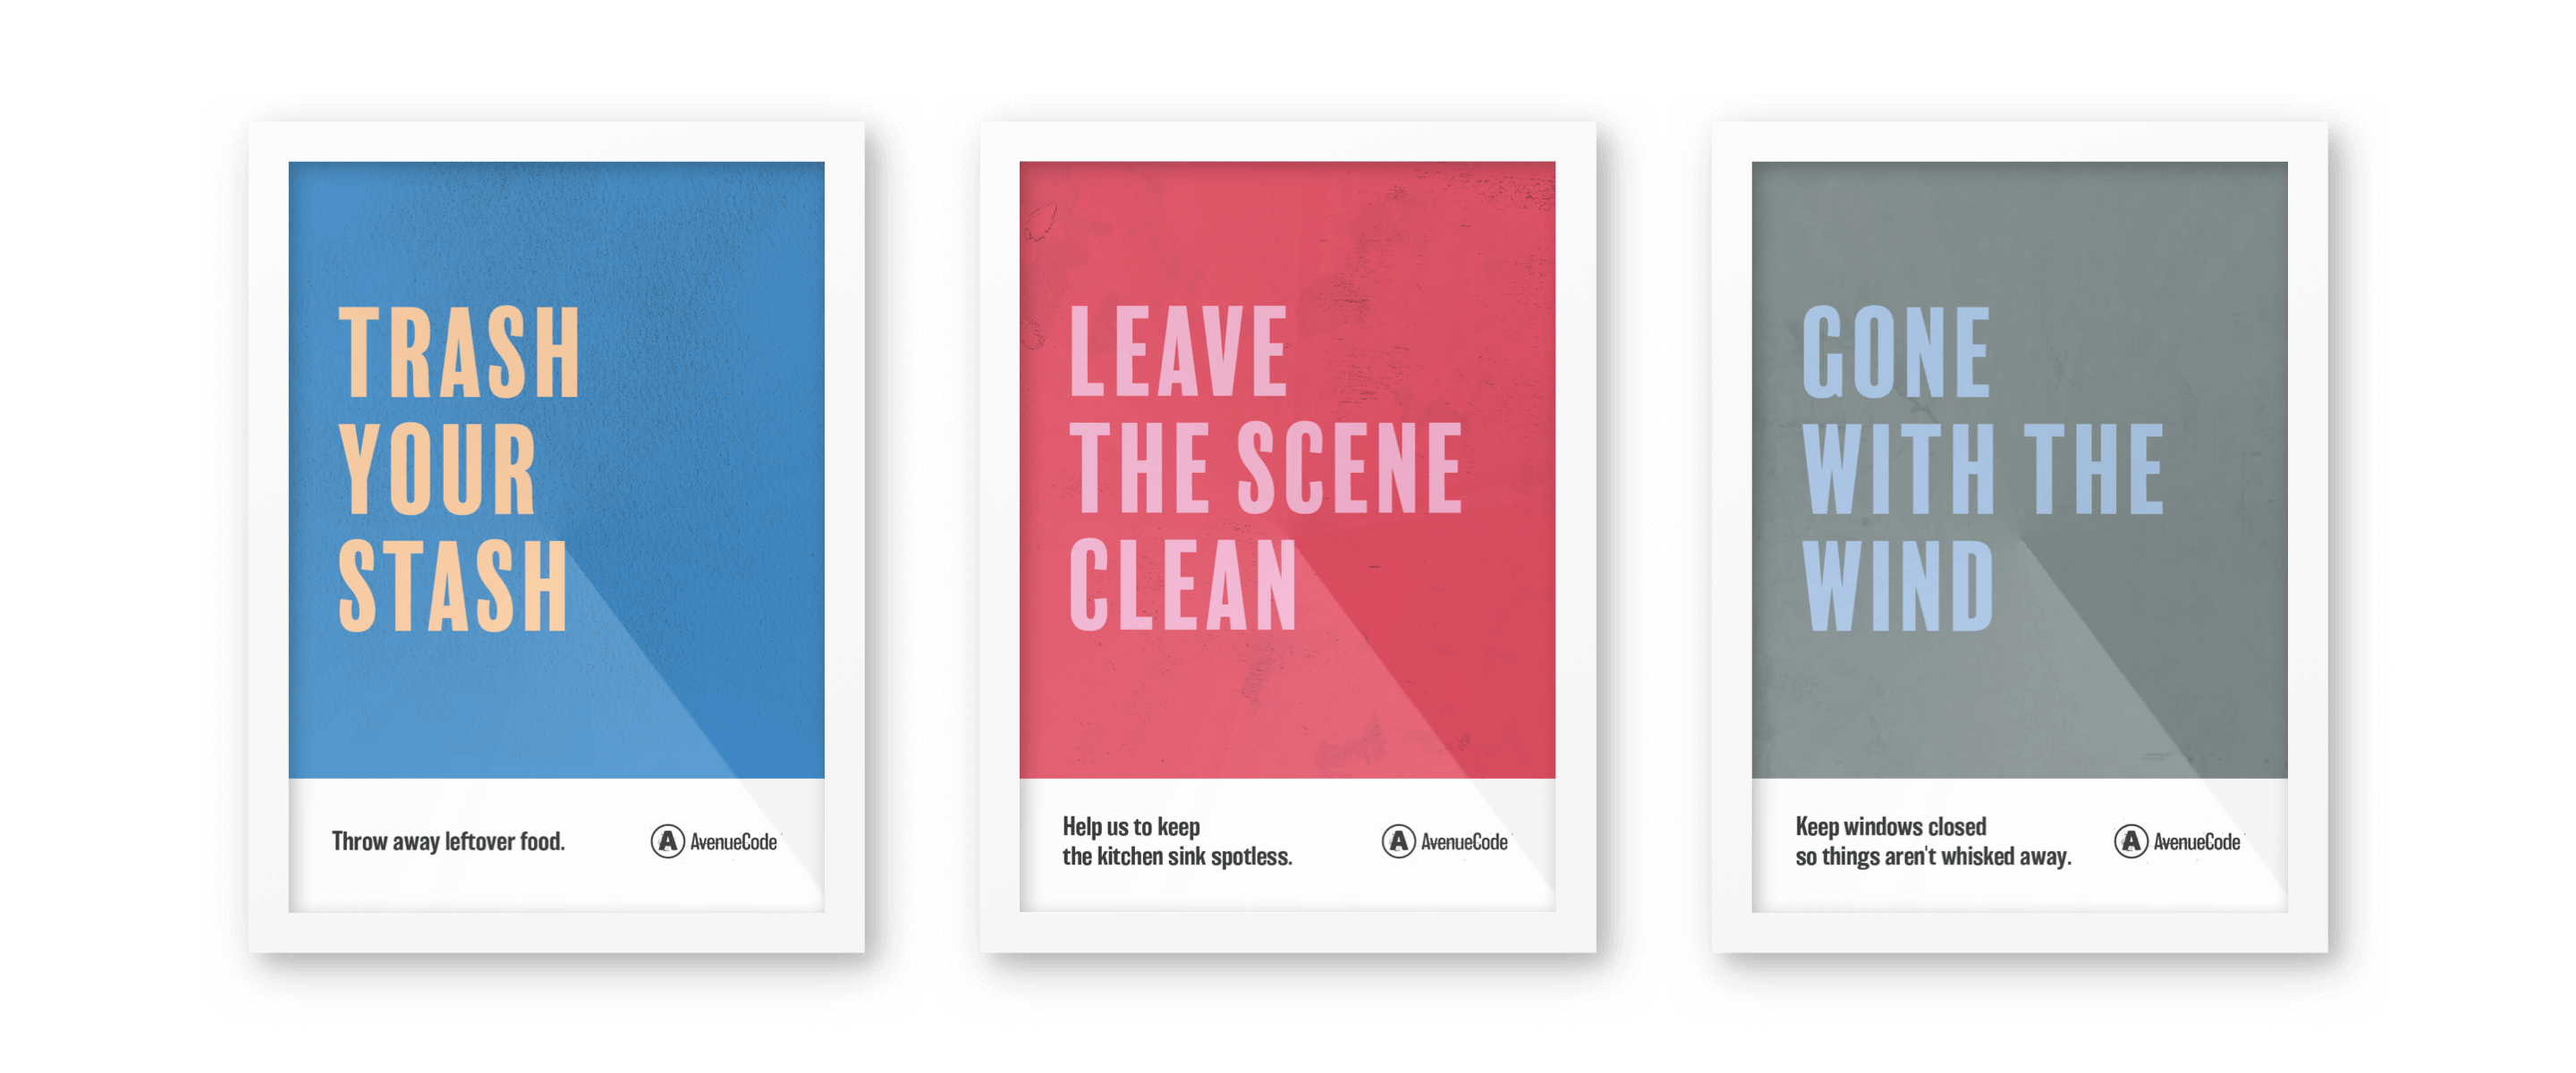 TRASH
YOUR
STASH
Throw away leftover food.
A AvenueCode
LEAVE
THE SCENE
CLEAN
Help us to keep
the kitchen sink spotless.
A AvenueCode
GONE
WITH THE
WIND
Keep windows closed
so things aren't whisked away.
A AvenueCode